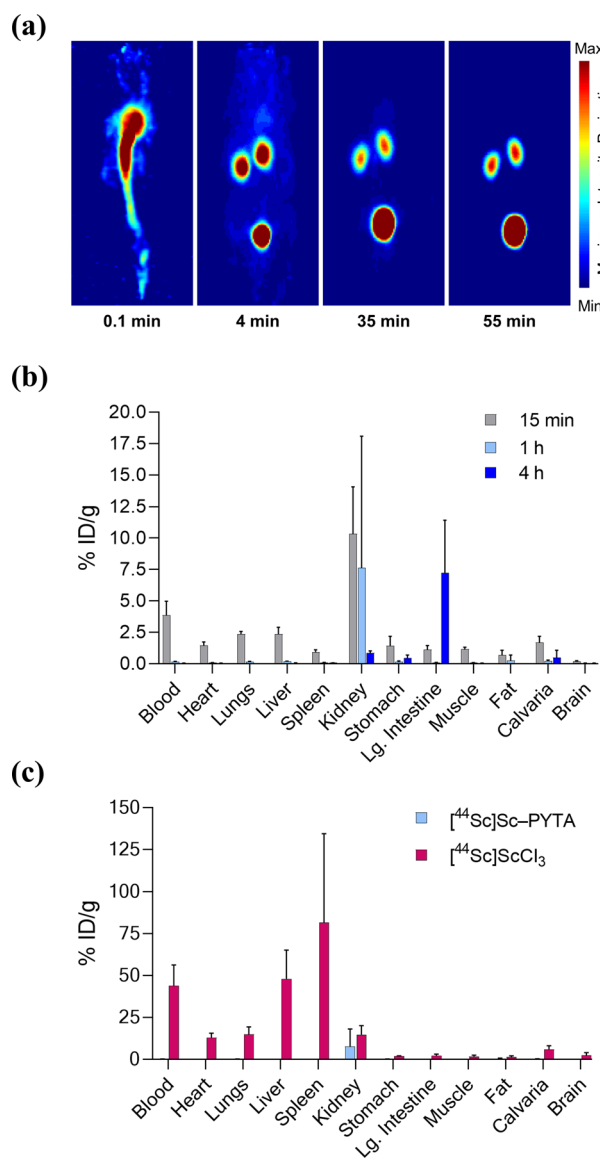 (a)
Max
Min
0.1 min
4 min
35 min
55 min
(b)
20.0
17.5
15.0
12.5
10.0
7.5
5.0
2.5
0.0
% ID/g
15 min
1 h
4 h
Blood
Heart
Lungs
Liver
Spleen
Kidney
Stomach
Lg. Intestine
Muscle
Fat
Calvaria
Brain
(c)
150
125
100
75
50
25
0
% ID/g
[⁴⁴Sc]Sc–PYTA
[⁴⁴Sc]ScCl₃
Blood
Heart
Lungs
Liver
Spleen
Kidney
Stomach
Lg. Intestine
Muscle
Fat
Calvaria
Brain